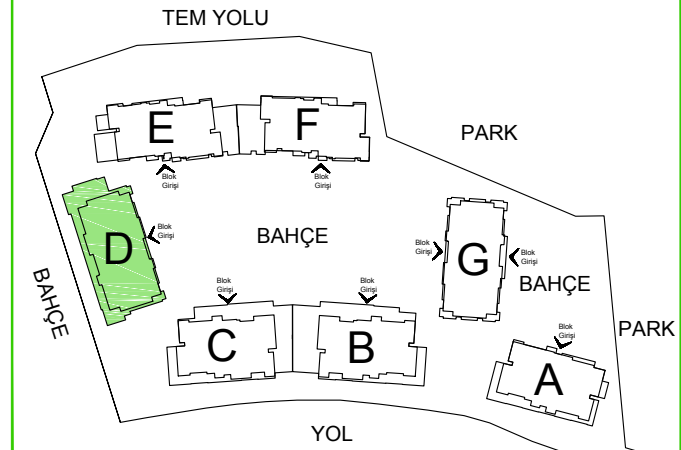 TEM YOLU
E
F
PARK
Blok
Girişi
Blok
Girişi
D
Blok
Girişi
BAHÇE
Blok
Girişi
G
Blok
Girişi
BAHÇE
BAHÇE
Blok
Girişi
Blok
Girişi
Blok
Girişi
PARK
C
B
A
YOL